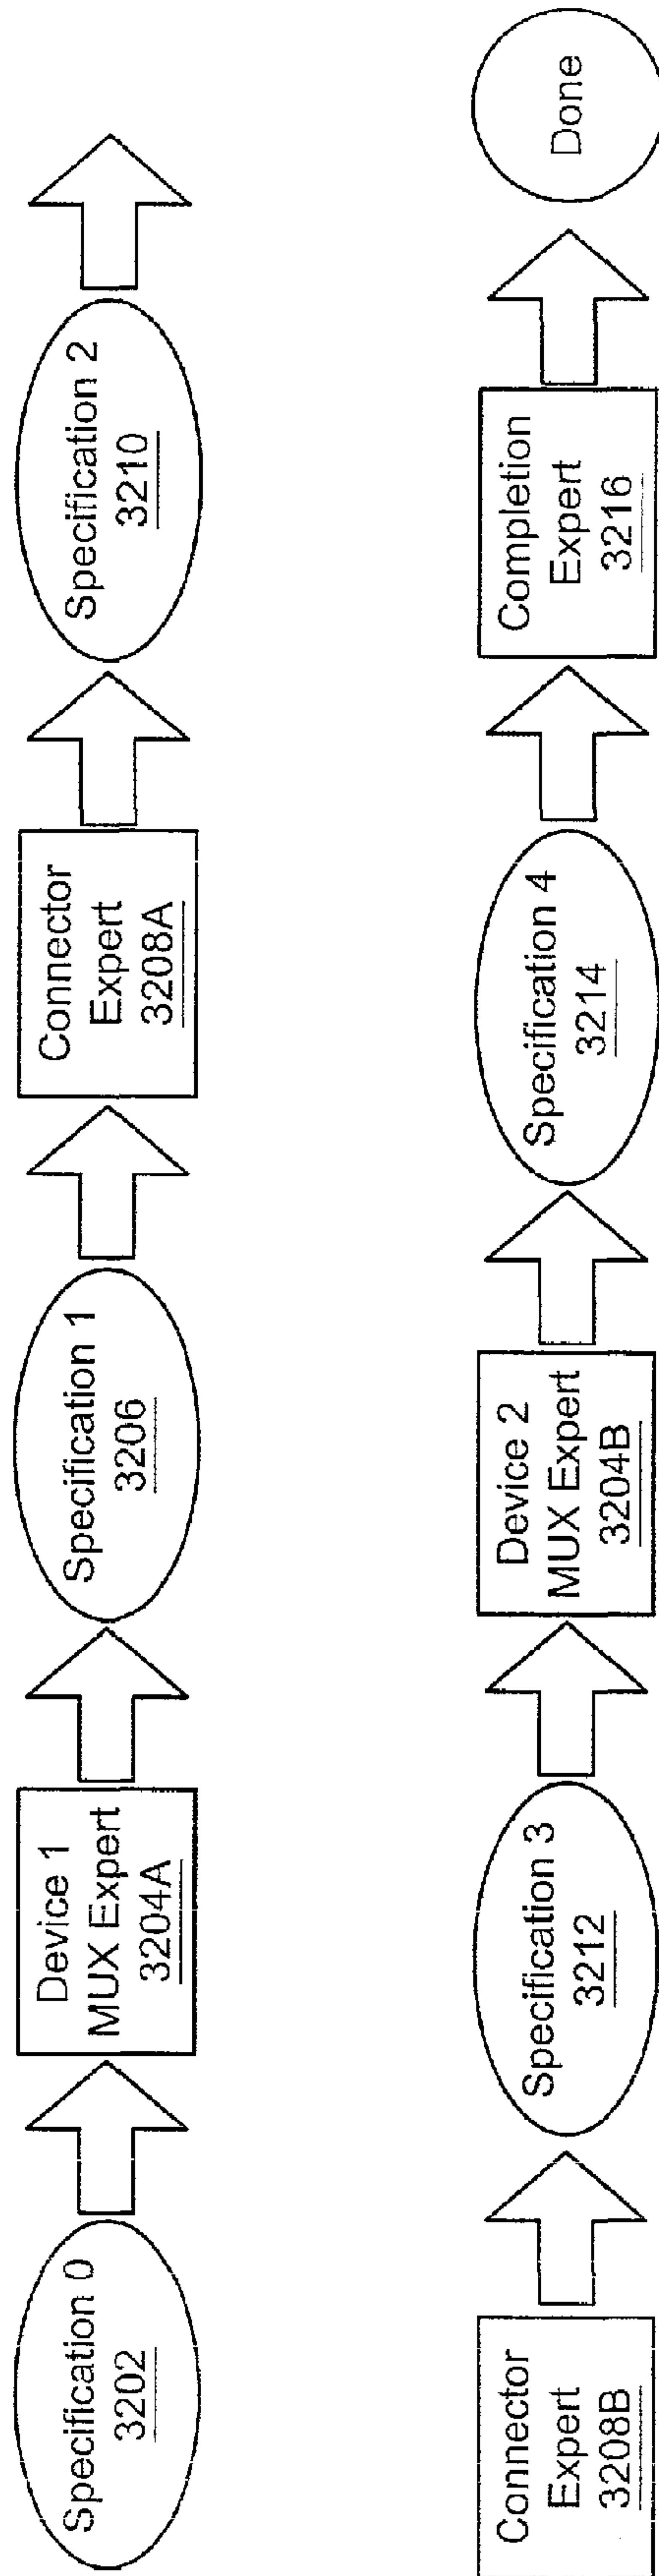 Specification 0
3202
Device 1
MUX Expert
3204A
Specification 1
3206
Connector
Expert
3208A
Specification 2
3210
Connector
Expert
3208B
Specification 3
3212
Device 2
MUX Expert
3204B
Specification 4
3214
Completion
Expert
3216
Done